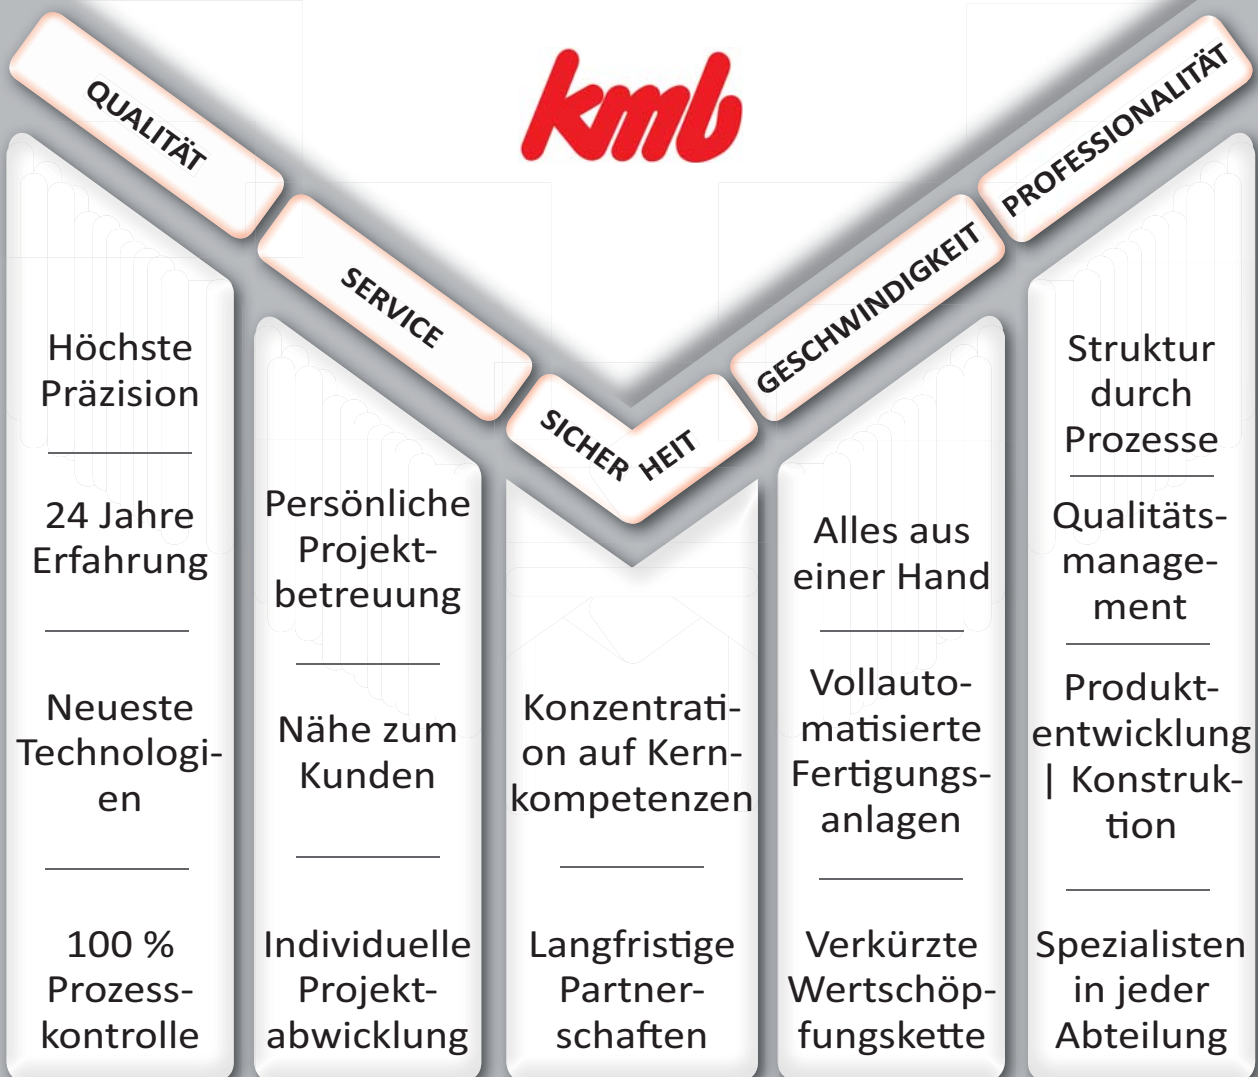 kmb
QUALITÄT
Höchste
Präzision
24 Jahre
Erfahrung
Neueste
Technologi-
en
100 %
Prozess-
kontrolle
SERVICE
Persönliche
Projekt-
betreuung
Nähe zum
Kunden
Individuelle
Projekt-
abwicklung
SICHER HEIT
Konzentrati-
on auf Kern-
kompetenzen
Langfristige
Partner-
schaften
GESCHWINDIGKEIT
Alles aus
einer Hand
Vollauto-
matisierte
Fertigungs-
anlagen
Verkürzte
Wertschöp-
fungskette
PROFESSIONALITÄT
Struktur
durch
Prozesse
Qualitäts-
manage-
ment
Produkt-
entwicklung
| Konstruk-
tion
Spezialisten
in jeder
Abteilung